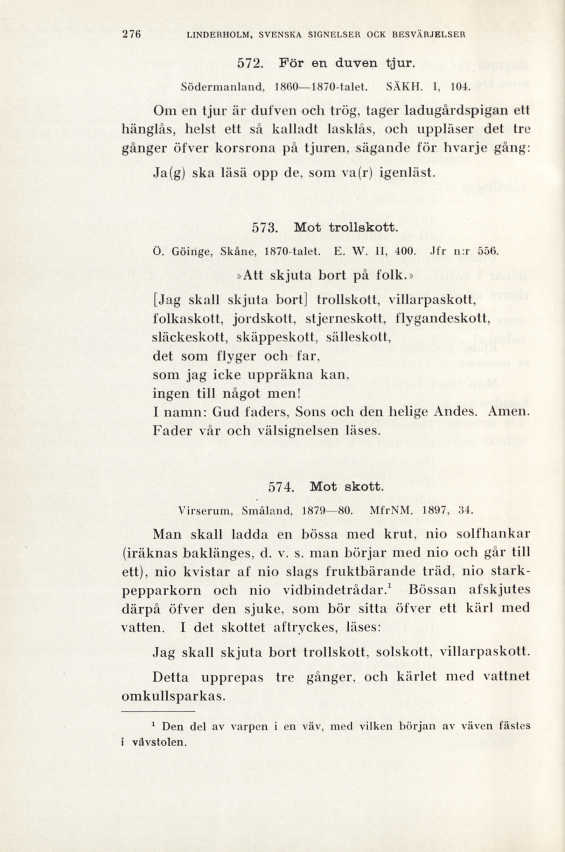 276 LINDERHOLM, SVENSKA SIGNELSER OCK BESVÄRJELSER
572. För en duven tjur.
Södermanland, 1860—1870-talet. SÄKH. 1, 104.
Om en tjur är dufven och trög, tager ladugårdspigan ett
hänglås, helst ett så kalladt lasklås, och uppläser det tre
gånger öfver korsrona på tjuren, sägande för hvarje gång:
Ja(g) ska läsä opp de, som va(r) igenläst.
573. Mot trollskott.
Ö. Göinge, Skåne, 1870-talet. E. W. II, 400. Jfr n:r 556.
»Att skjuta bort på folk.»
[Jag skall skjuta bort] trollskott, villarpaskott,
folkaskott, jordskott, stjerneskott, flygandeskott,
släckeskott, skäppeskott, sälleskott,
det som flyger och far,
som jag icke uppräkna kan,
ingen till något men!
I namn: Gud faders, Sons och den helige Andes. Amen.
Fader vår och välsignelsen läses.
574. Mot skott.
Virserum, Småland, 1879—80. MfrNM. 1897, 34.
Man skall ladda en bössa med krut, nio solfhankar
(iräknas baklänges, d. v. s. man börjar med nio och går till
ett), nio kvistar af nio slags fruktbärande träd, nio stark-
pepparkorn och nio vidbindetrådar.¹ Bössan afskjutes
därpå öfver den sjuke, som bör sitta öfver ett kärl med
vatten. I det skottet aftryckes, läses:
Jag skall skjuta bort trollskott, solskott, villarpaskott.
Detta upprepas tre gånger, och kärlet med vattnet
omkullsparkas.
¹ Den del av varpen i en väv, med vilken början av väven fästes
i vävstolen.